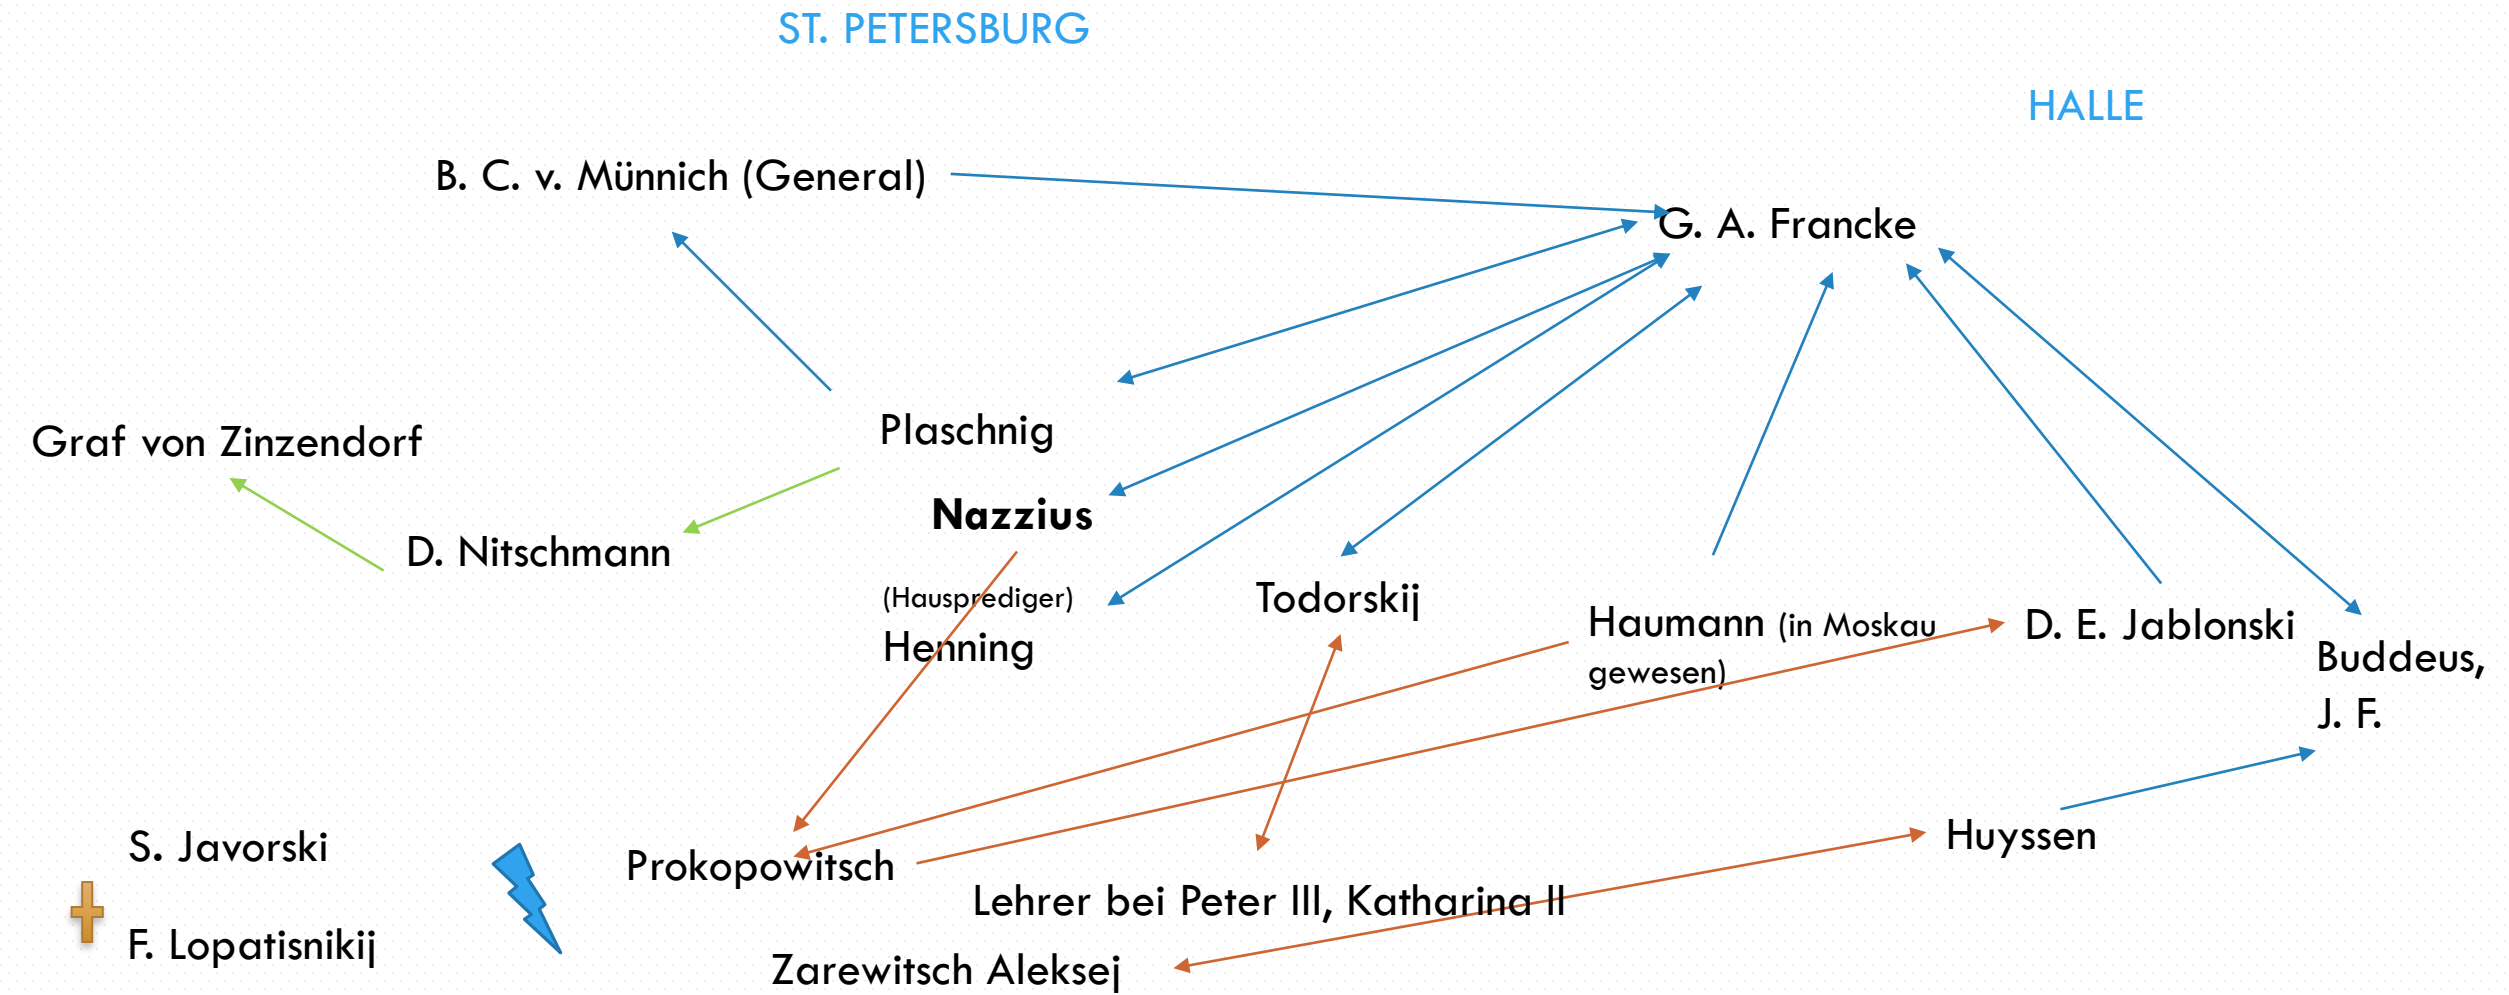 ST. PETERSBURG
HALLE
B. C. v. Münnich (General)
G. A. Francke
Plaschnig
Graf von Zinzendorf
Nazzius
D. Nitschmann
(Hausprediger)
Henning
Todorskij
Haumann (in Moskau
gewesen)
D. E. Jablonski
Buddeus,
J. F.
S. Javorski
Prokopowitsch
Huyssen
Lehrer bei Peter III, Katharina II
F. Lopatisnikij
Zarewitsch Aleksej